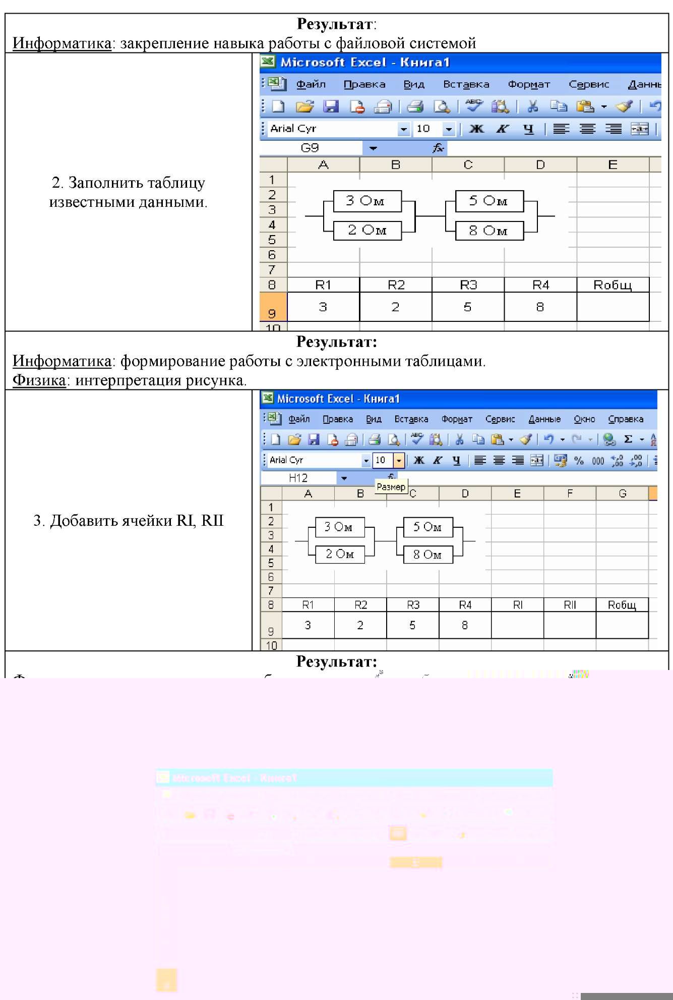 Результат:
Информатика: закрепление навыка работы с файловой системой
2. Заполнить таблицу
известными данными.
Microsoft Excel - Книга1
Файл Правка Вид Вставка Формат Сервис
Arial Cyr 10 Ж К Ч
G9 fx
A B C D E
1
2 3 Ом 5 Ом
3
4 2 Ом 8 Ом
5
6
7
8 R1 R2 R3 R4 Rобщ
9 3 2 5 8
10
Результат:
Информатика: формирование работы с электронными таблицами.
Физика: интерпретация рисунка.
3. Добавить ячейки RI, RII
Microsoft Excel - Книга1
Файл Правка Вид Вставка Формат Сервис Данные Окно Справка
Arial Cyr 10 Ж К Ч % 000
H12
Размер
A B C D E F G
1
2 3 Ом 5 Ом
3
4 2 Ом 8 Ом
5
6
7
8 R1 R2 R3 R4 RI RII Rобщ
9 3 2 5 8
10
Результат:
Microsoft Excel - Книга1
E